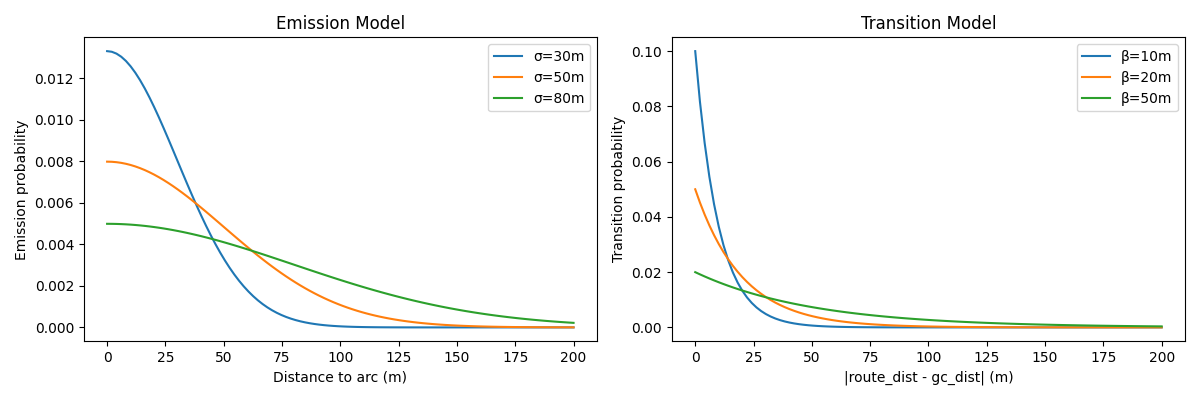 Emission Model
Emission probability
0.012
0.010
0.008
0.006
0.004
0.002
0.000
0
25
50
75
100
125
150
175
200
Distance to arc (m)
σ=30m
σ=50m
σ=80m
Transition Model
Transition probability
0.10
0.08
0.06
0.04
0.02
0.00
0
25
50
75
100
125
150
175
200
|route_dist - gc_dist| (m)
β=10m
β=20m
β=50m